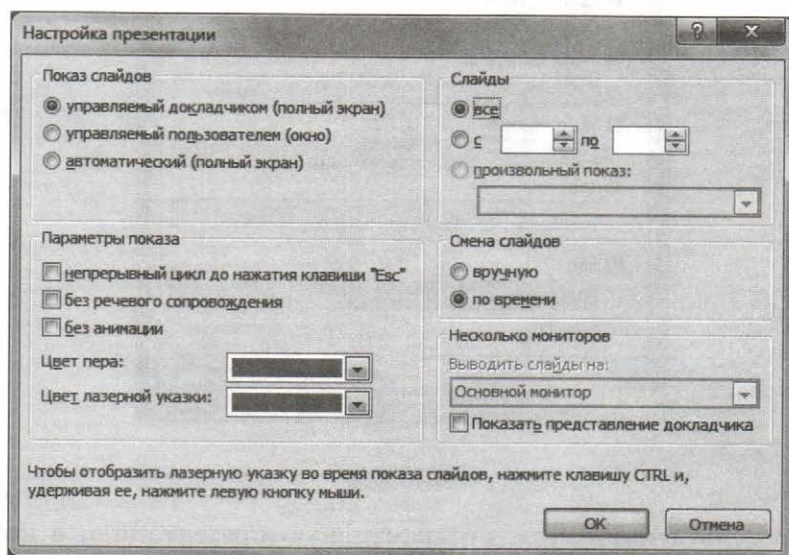 Настройка презентации
Показ слайдов
управляемый докладчиком (полный экран)
управляемый пользователем (окно)
автоматический (полный экран)
Слайды
все
с по
произвольный показ:
Параметры показа
непрерывный цикл до нажатия клавиши "Esc"
без речевого сопровождения
без анимации
Цвет пера:
Цвет лазерной указки:
Смена слайдов
вручную
по времени
Несколько мониторов
Выводить слайды на:
Основной монитор
Показать представление докладчика
Чтобы отобразить лазерную указку во время показа слайдов, нажмите клавишу CTRL и,
удерживая ее, нажмите левую кнопку мыши.
OK Отмена